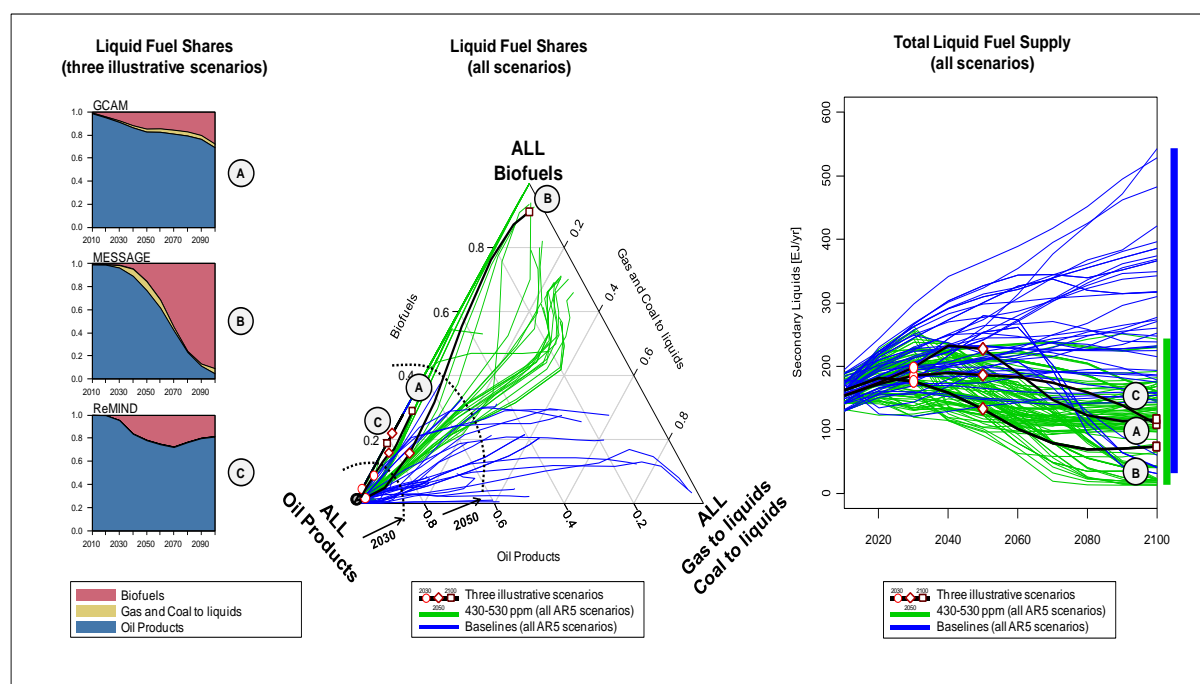 Liquid Fuel Shares
(three illustrative scenarios)
GCAM
1.0
0.8
0.6
0.4
0.2
0.0
2010 2030 2050 2070 2090
A
MESSAGE
1.0
0.8
0.6
0.4
0.2
0.0
2010 2030 2050 2070 2090
B
ReMIND
1.0
0.8
0.6
0.4
0.2
0.0
2010 2030 2050 2070 2090
C
Biofuels
Gas and Coal to liquids
Oil Products
Liquid Fuel Shares
(all scenarios)
ALL
Biofuels
B
0.2
0.8
Gas and Coal to liquids
0.4
Biofuels
0.6
0.6
0.4
A
C
0.8
0.2
ALL
Oil Products
2030
0.8
2050
0.6
0.4
0.2
ALL
Gas to liquids
Coal to liquids
Oil Products
2030 2100
2050
Three illustrative scenarios
430-530 ppm (all AR5 scenarios)
Baselines (all AR5 scenarios)
Total Liquid Fuel Supply
(all scenarios)
Secondary Liquids [EJ/yr]
600
500
400
300
200
100
0
C
A
B
2020 2040 2060 2080 2100
2030 2100
2050
Three illustrative scenarios
430-530 ppm (all AR5 scenarios)
Baselines (all AR5 scenarios)